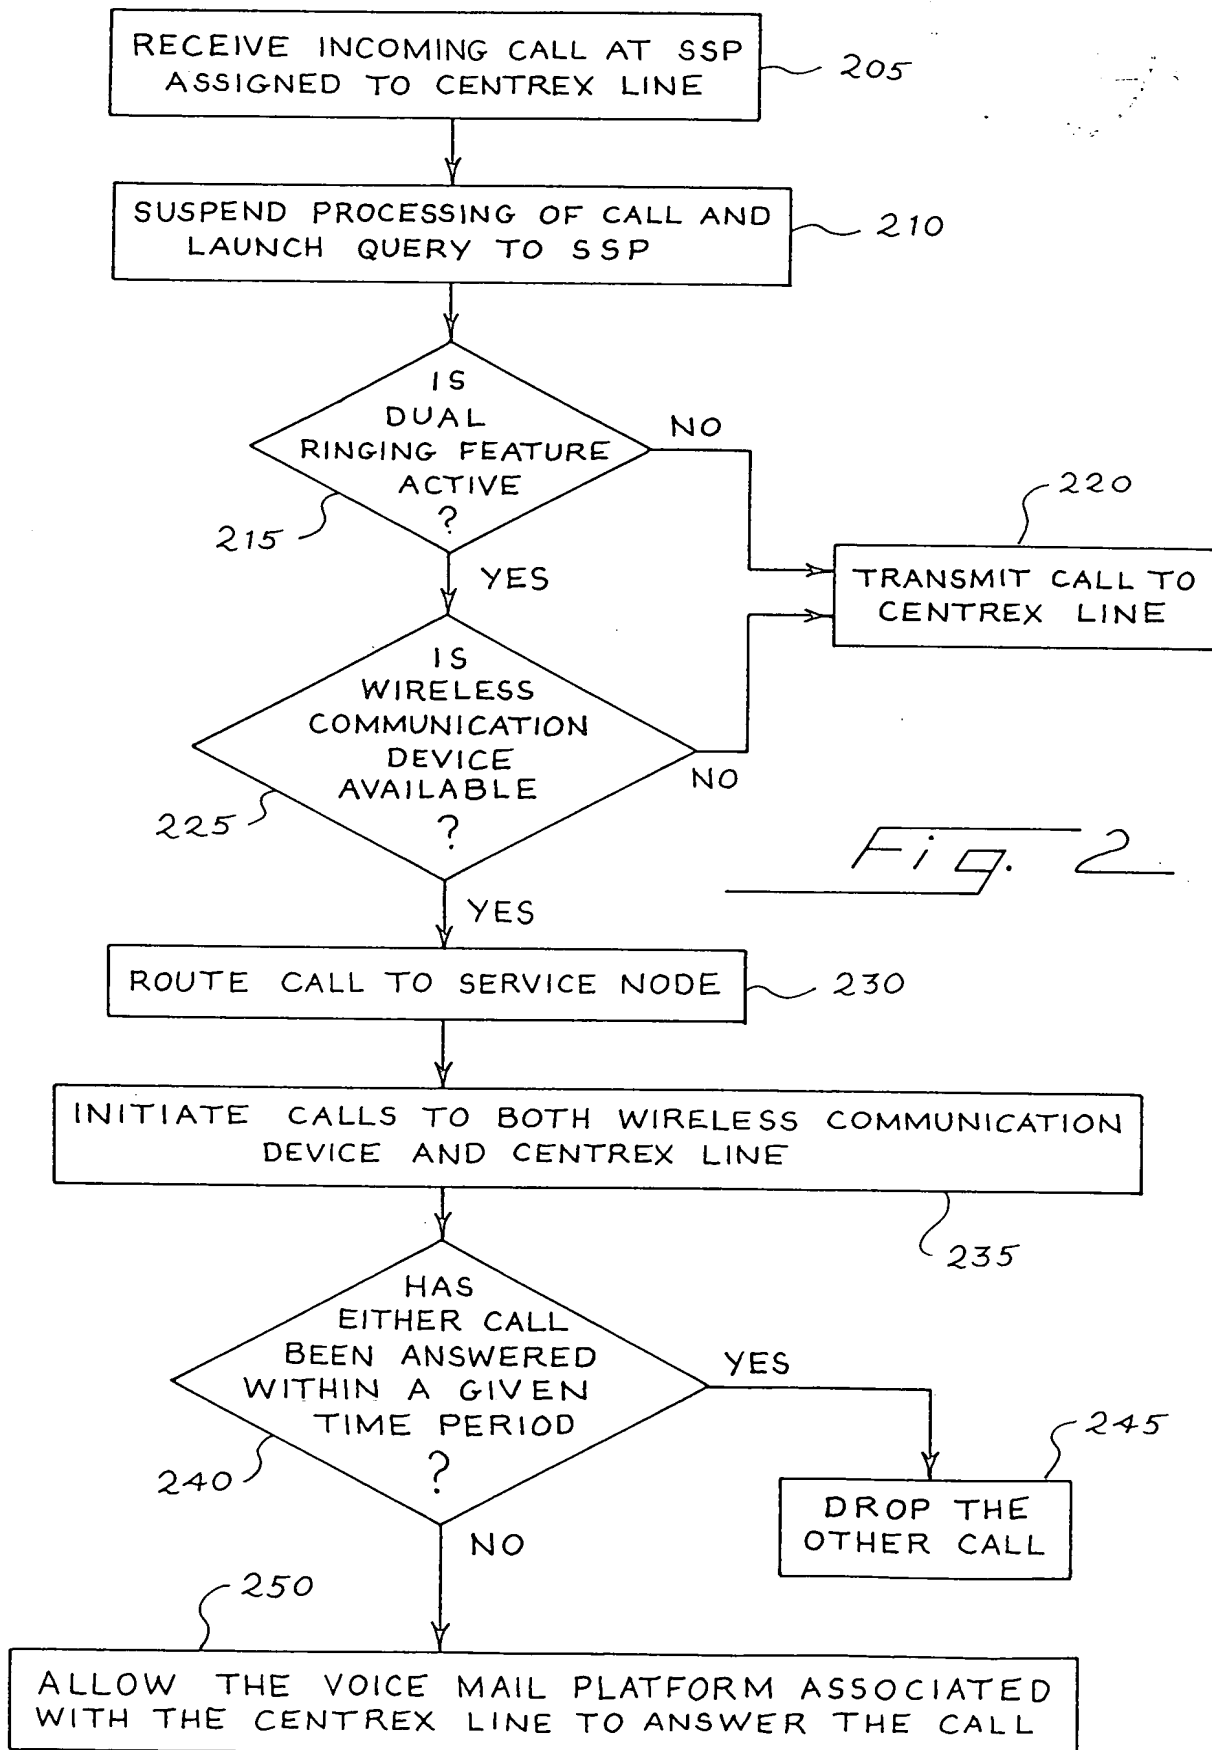 RECEIVE INCOMING CALL AT SSP
ASSIGNED TO CENTREX LINE
205
SUSPEND PROCESSING OF CALL AND
LAUNCH QUERY TO SSP
210
IS
DUAL
RINGING FEATURE
ACTIVE
?
215
NO
YES
220
TRANSMIT CALL TO
CENTREX LINE
IS
WIRELESS
COMMUNICATION
DEVICE
AVAILABLE
?
225
NO
YES
Fig. 2
ROUTE CALL TO SERVICE NODE
230
INITIATE CALLS TO BOTH WIRELESS COMMUNICATION
DEVICE AND CENTREX LINE
235
HAS
EITHER CALL
BEEN ANSWERED
WITHIN A GIVEN
TIME PERIOD
?
240
YES
NO
245
DROP THE
OTHER CALL
250
ALLOW THE VOICE MAIL PLATFORM ASSOCIATED
WITH THE CENTREX LINE TO ANSWER THE CALL